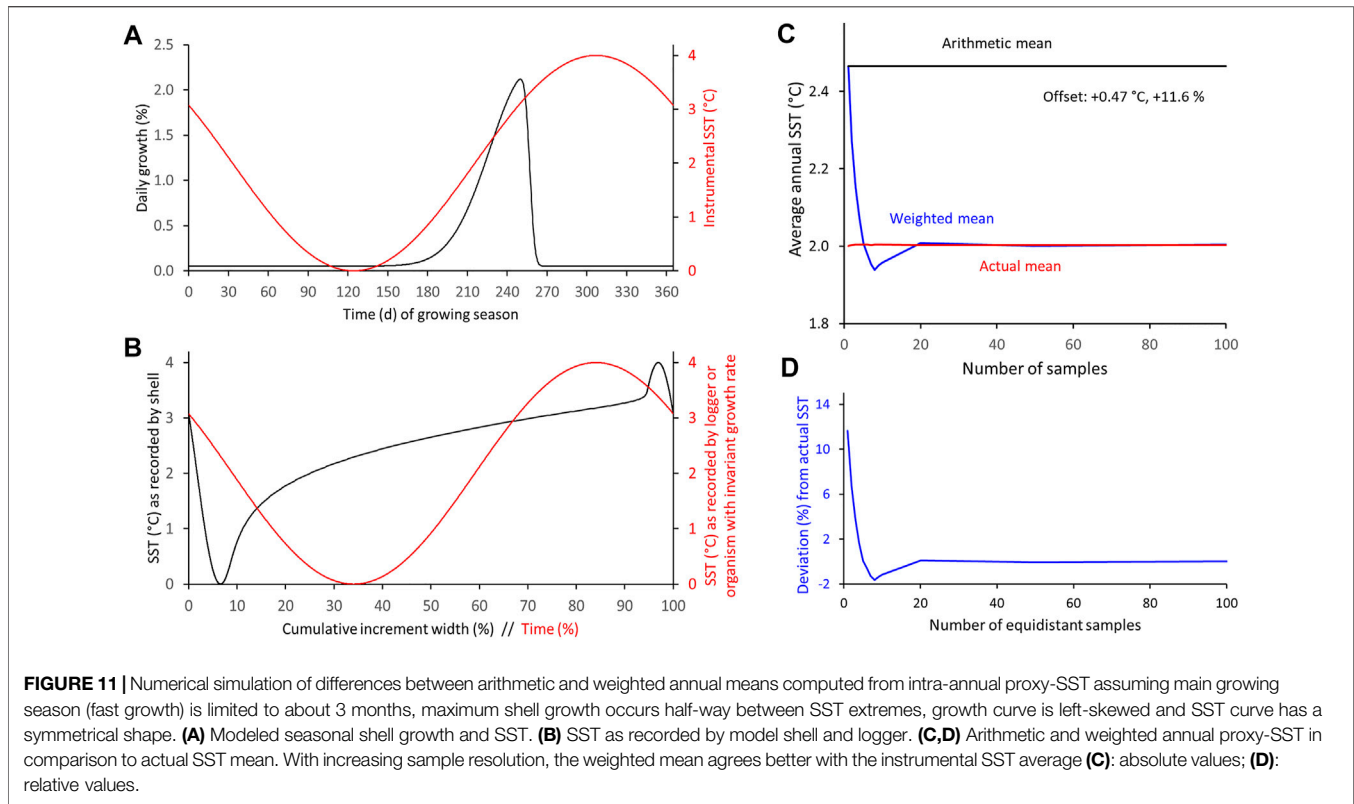 A
Daily growth (%)
2.5
2.0
1.5
1.0
0.5
0.0
4
3
2
1
0
Instrumental SST (°C)
0 30 60 90 120 150 180 210 240 270 300 330 360
Time (d) of growing season
B
SST (°C) as recorded by shell
4
3
2
1
0
4
3
2
1
0
SST (°C) as recorded by logger or
organism with invariant growth rate
0 10 20 30 40 50 60 70 80 90 100
Cumulative increment width (%) // Time (%)
C
Average annual SST (°C)
2.4
2.2
2.0
1.8
Arithmetic mean
Offset: +0.47 °C, +11.6 %
Weighted mean
Actual mean
0 20 40 60 80 100
Number of samples
D
Deviation (%) from actual SST
14
10
6
2
-2
0 20 40 60 80 100
Number of equidistant samples
FIGURE 11 | Numerical simulation of differences between arithmetic and weighted annual means computed from intra-annual proxy-SST assuming main growing
season (fast growth) is limited to about 3 months, maximum shell growth occurs half-way between SST extremes, growth curve is left-skewed and SST curve has a
symmetrical shape. (A) Modeled seasonal shell growth and SST. (B) SST as recorded by model shell and logger. (C,D) Arithmetic and weighted annual proxy-SST in
comparison to actual SST mean. With increasing sample resolution, the weighted mean agrees better with the instrumental SST average (C): absolute values; (D):
relative values.